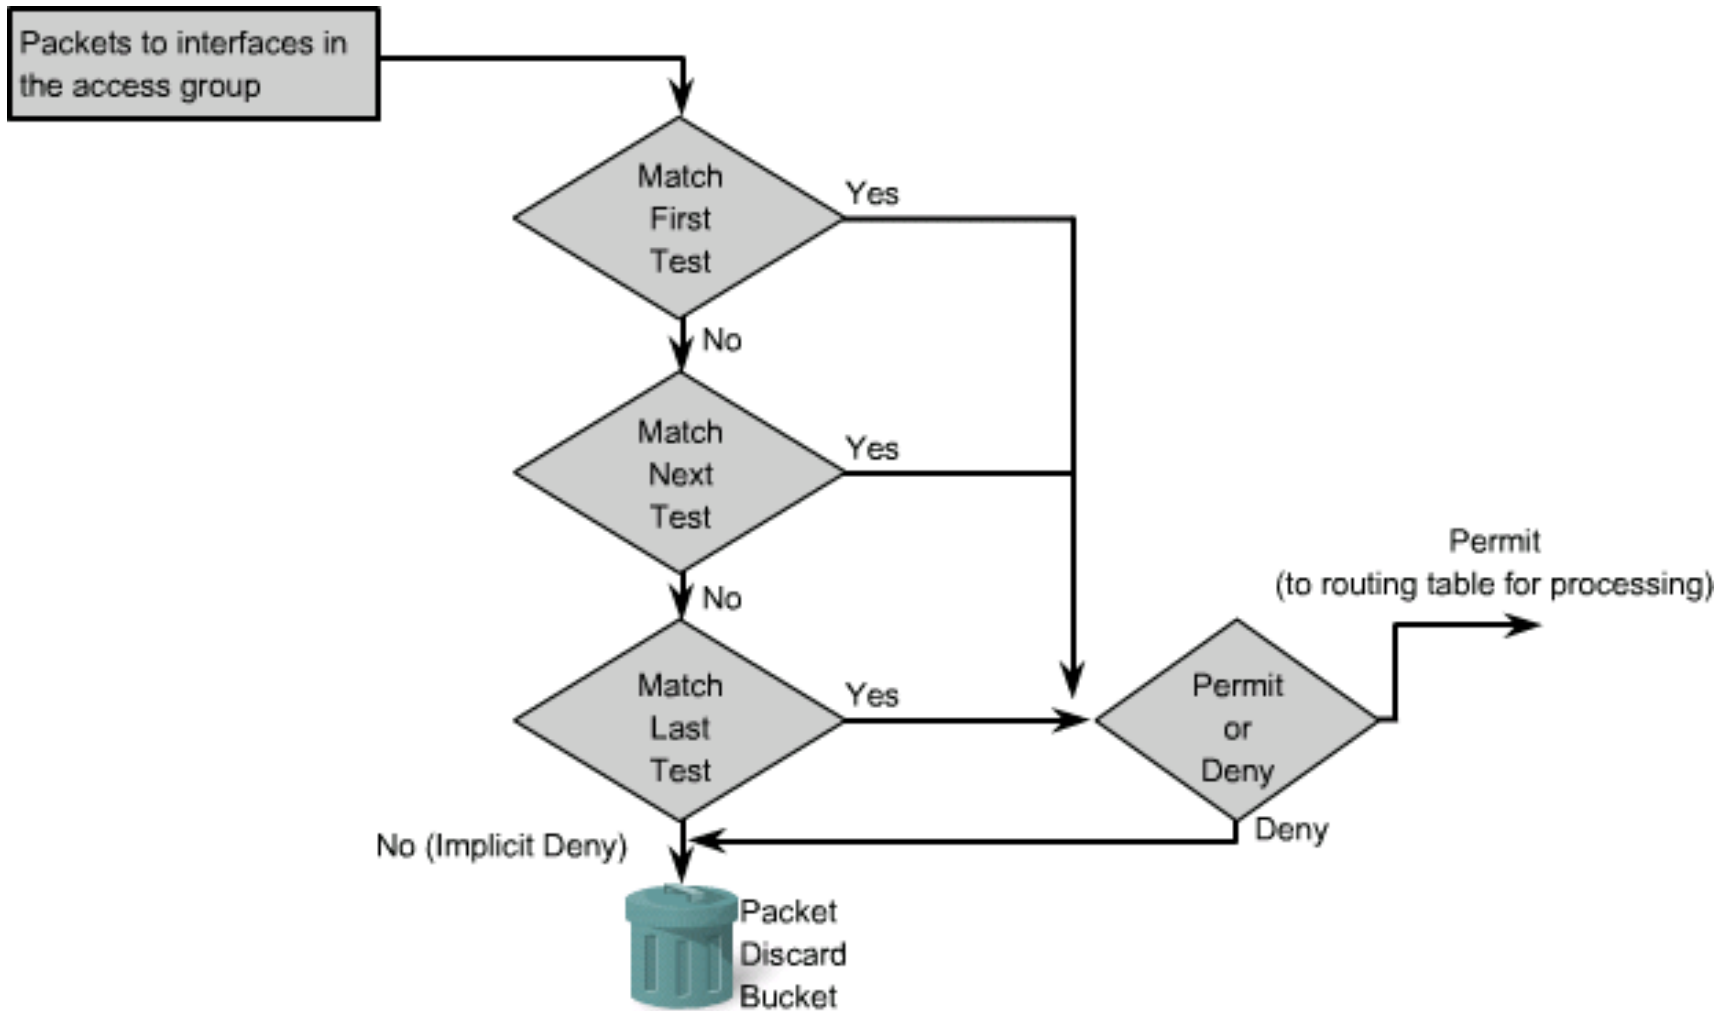 Packets to interfaces in
the access group
Match
First
Test
Yes
No
Match
Next
Test
Yes
No
Match
Last
Test
Yes
Permit
or
Deny
Permit
(to routing table for processing)
Deny
No (Implicit Deny)
Packet
Discard
Bucket